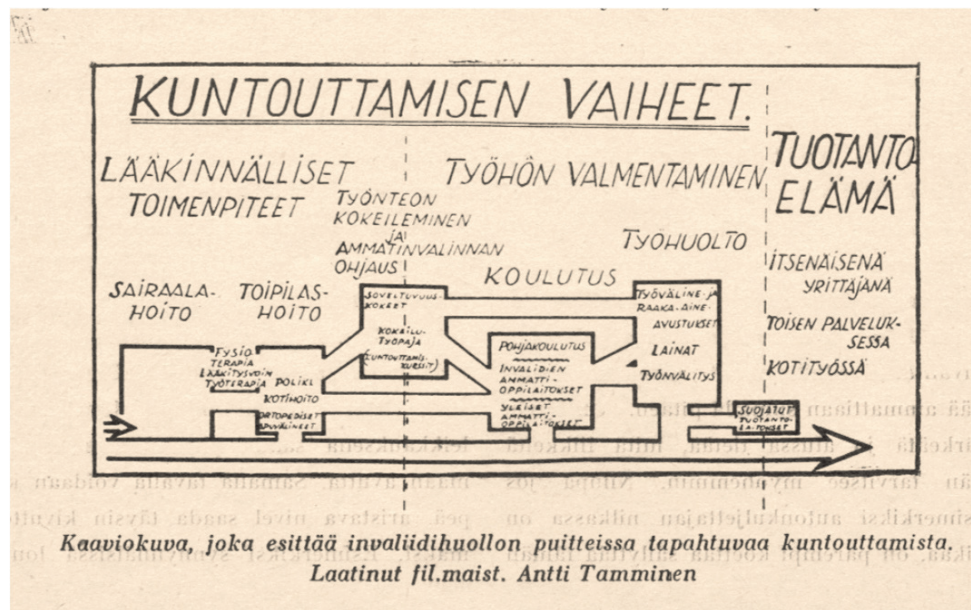 KUNTOUTTAMISEN VAIHEET.
LÄÄKINNÄLLISET
TOIMENPITEET
TYÖNTEON
KOKEILEMINEN
JA
AMMATINVALINNAN
OHJAUS
TYÖHÖN VALMENTAMINEN
TUOTANTO
ELÄMÄ
SAIRAALA-
HOITO
TOIPILAS-
HOITO
KOULUTUS
TYÖHUOLTO
ITSENÄISENÄ
YRITTÄJÄNÄ
TOISEN PALVELUK-
SESSA
KOTITYÖSSÄ
FYSIO
TERAPIA
LÄÄKITYSVOIM
TYÖTERAPIA
POLIKL
KOTIHOITO
ORTOPEDISET
APUVÄLINEET
SOVELTUVUUS-
KOKEET
KOKEILU-
TYÖPAJA
(KUNTOUTTAMIS-
KURSSIT)
POHJAKOULUTUS
INVALIDIEN
AMMATTI-
OPPILAITOKSET
YLEISET
AMMATTI-
OPPILAITOKSET
TYÖVÄLINE- JA
RAAKA-AINE-
AVUSTUKSET
LAINAT
TYÖNVÄLITYS
SUOJATUT
TUOTANTO-
LAITOKSET
Kaaviokuva, joka esittää invaliidihuollon puitteissa tapahtuvaa kuntouttamista.
Laatinut fil.maist. Antti Tamminen